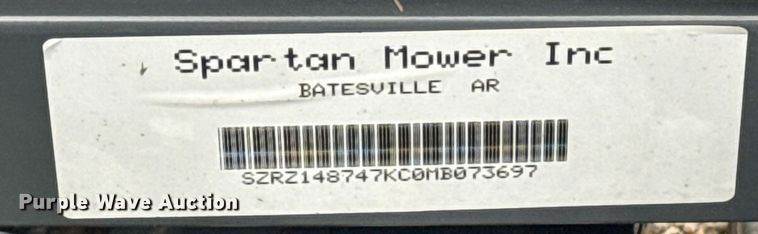 Spartan Mower Inc
BATESVILLE AR
SZRZ148747KC0MB073697
Purple Wave Auction